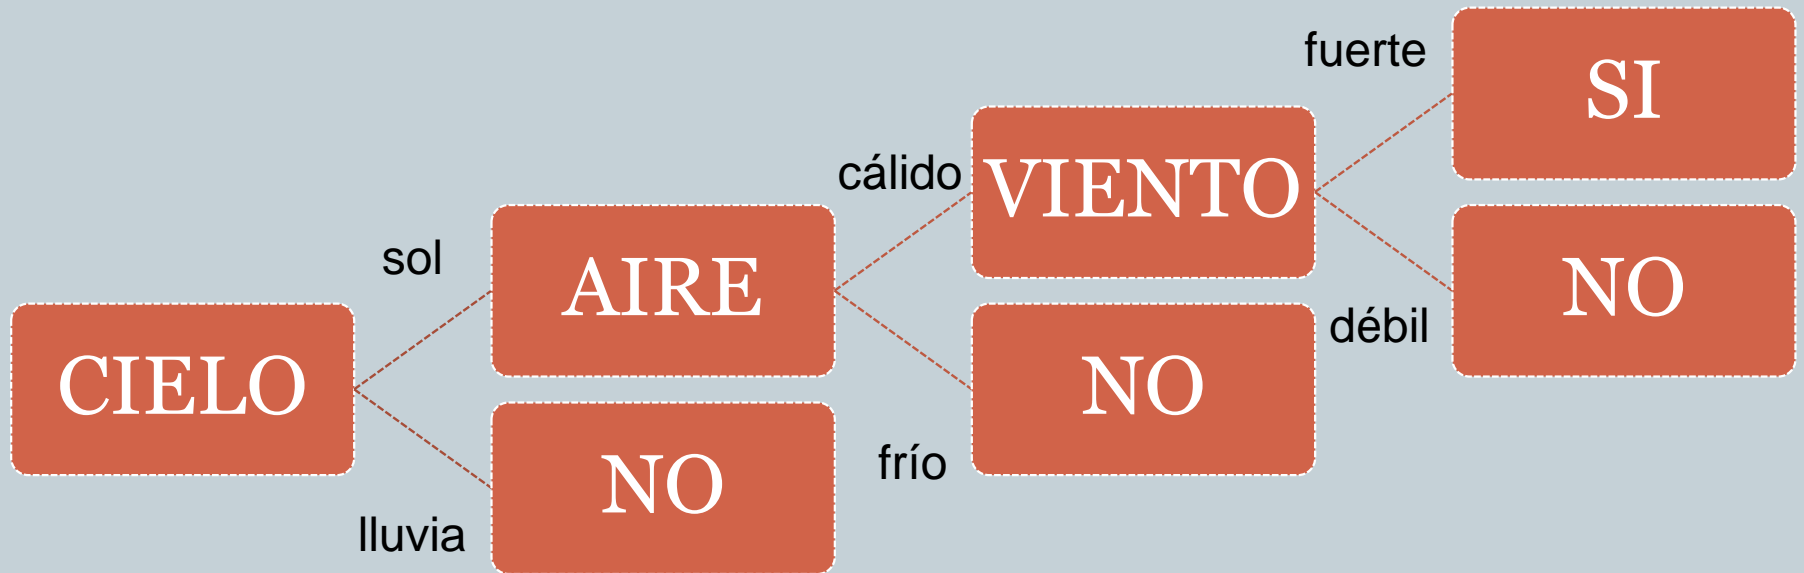 fuerte
SI
cálido
VIENTO
sol
AIRE
débil
NO
CIELO
NO
frío
lluvia
NO